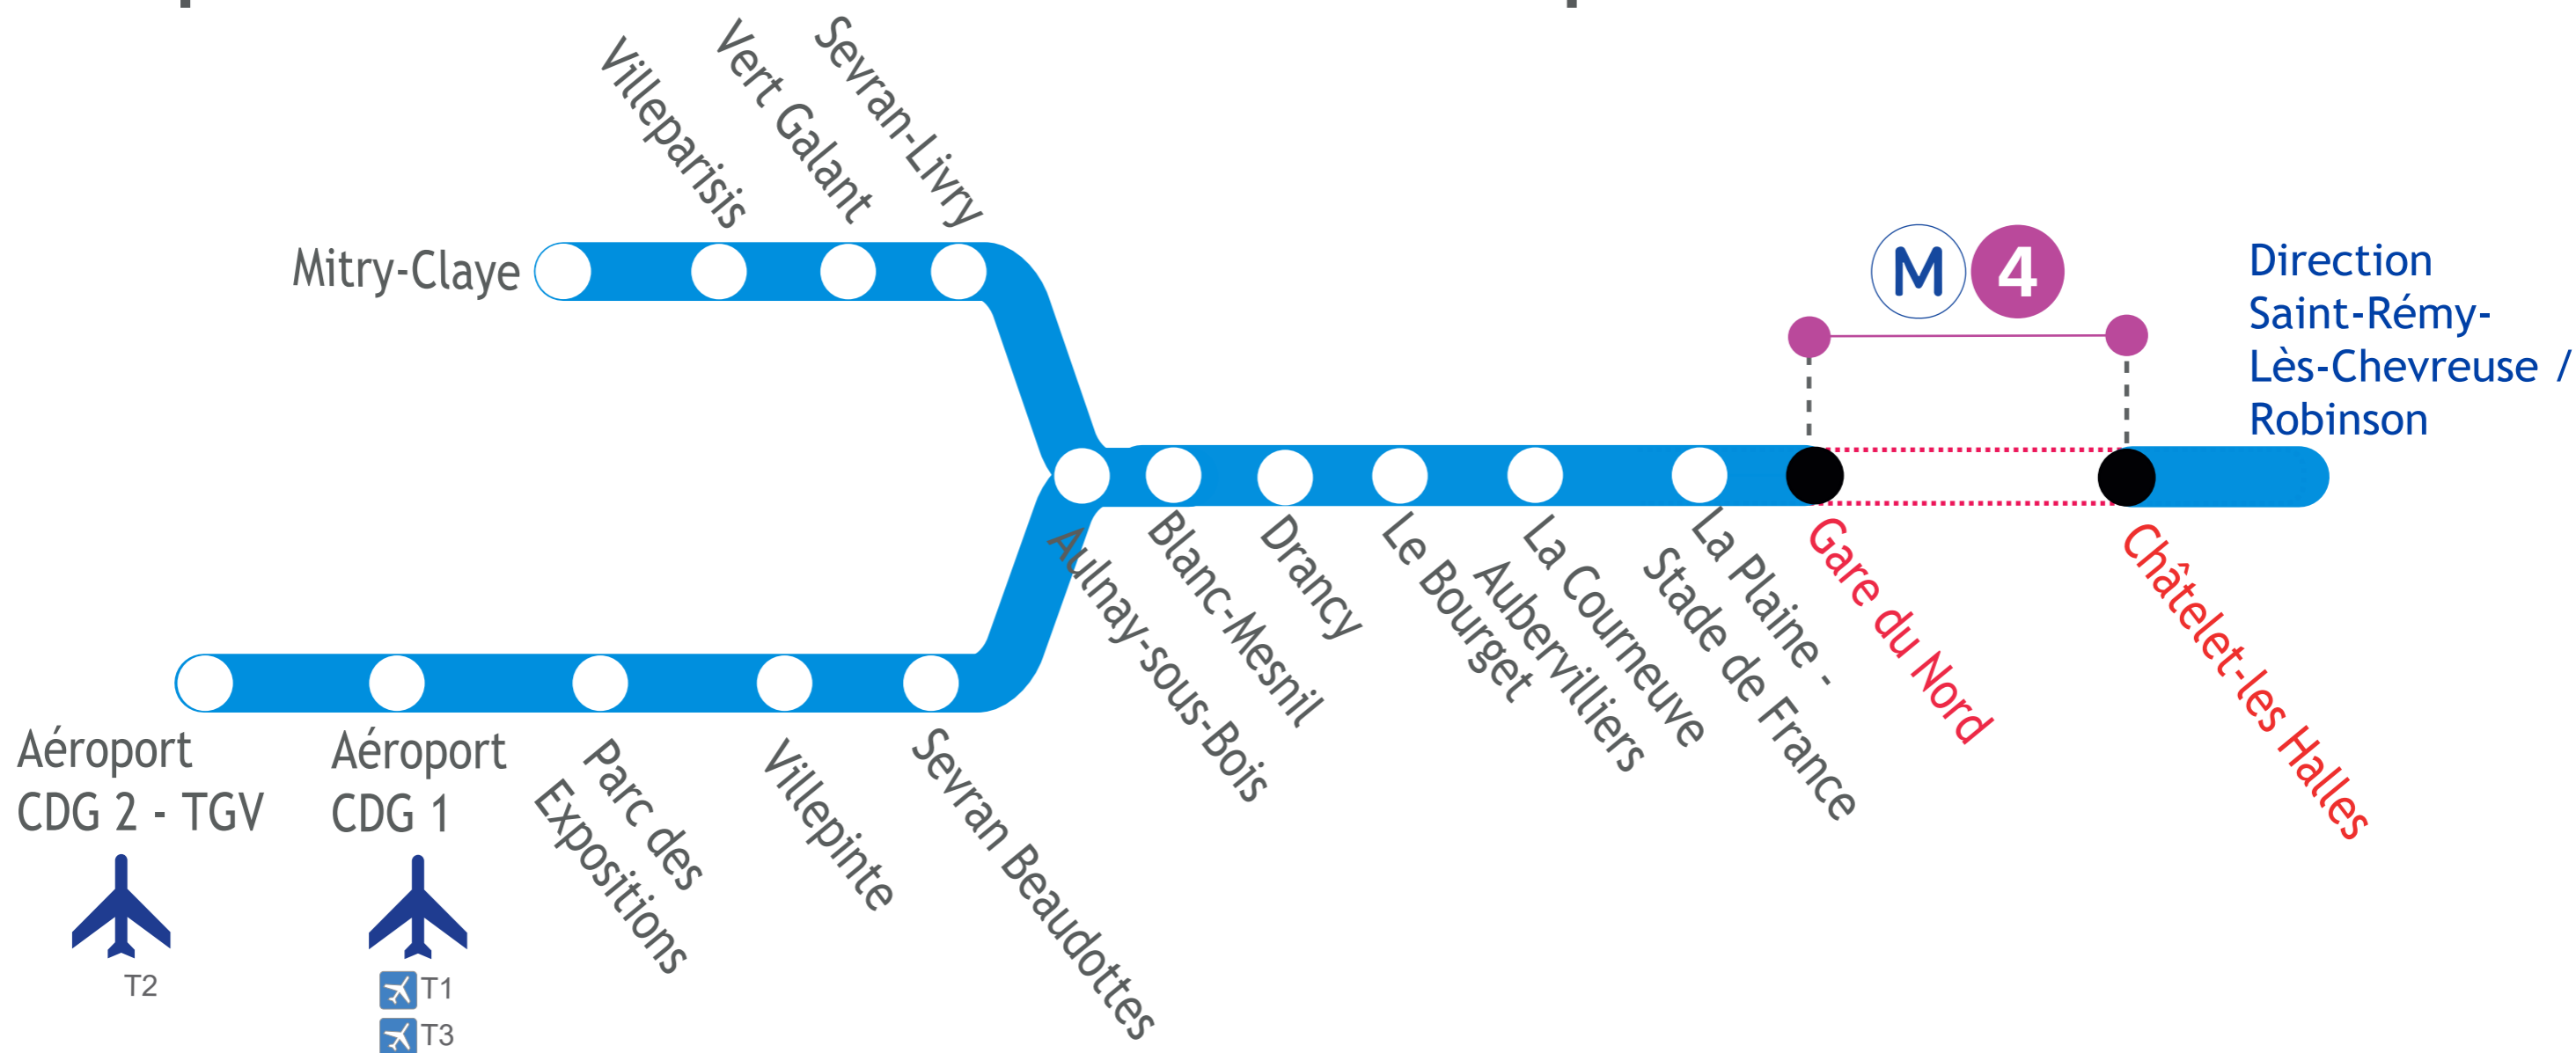 Villeparisis
Vert Galant
Sevran-Livry
Mitry-Claye
M
4
Direction
Saint-Rémy-
Lès-Chevreuse /
Robinson
Aulnay-sous-Bois
Blanc-Mesnil
Drancy
Le Bourget
La Courneuve
Aubervilliers
La Plaine -
Stade de France
Gare du Nord
Châtelet-les Halles
Aéroport
CDG 2 - TGV
T2
Aéroport
CDG 1
T1
T3
Parc des
Expositions
Villepinte
Sevran Beaudottes